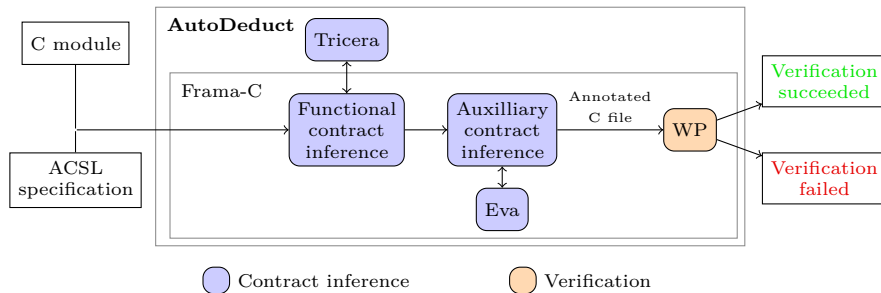 AutoDeduct
C module
Tricera
Frama-C
Functional
contract
inference
Auxilliary
contract
inference
Annotated
C file
WP
Verification
succeeded
ACSL
specification
Verification
failed
Eva
Contract inference
Verification